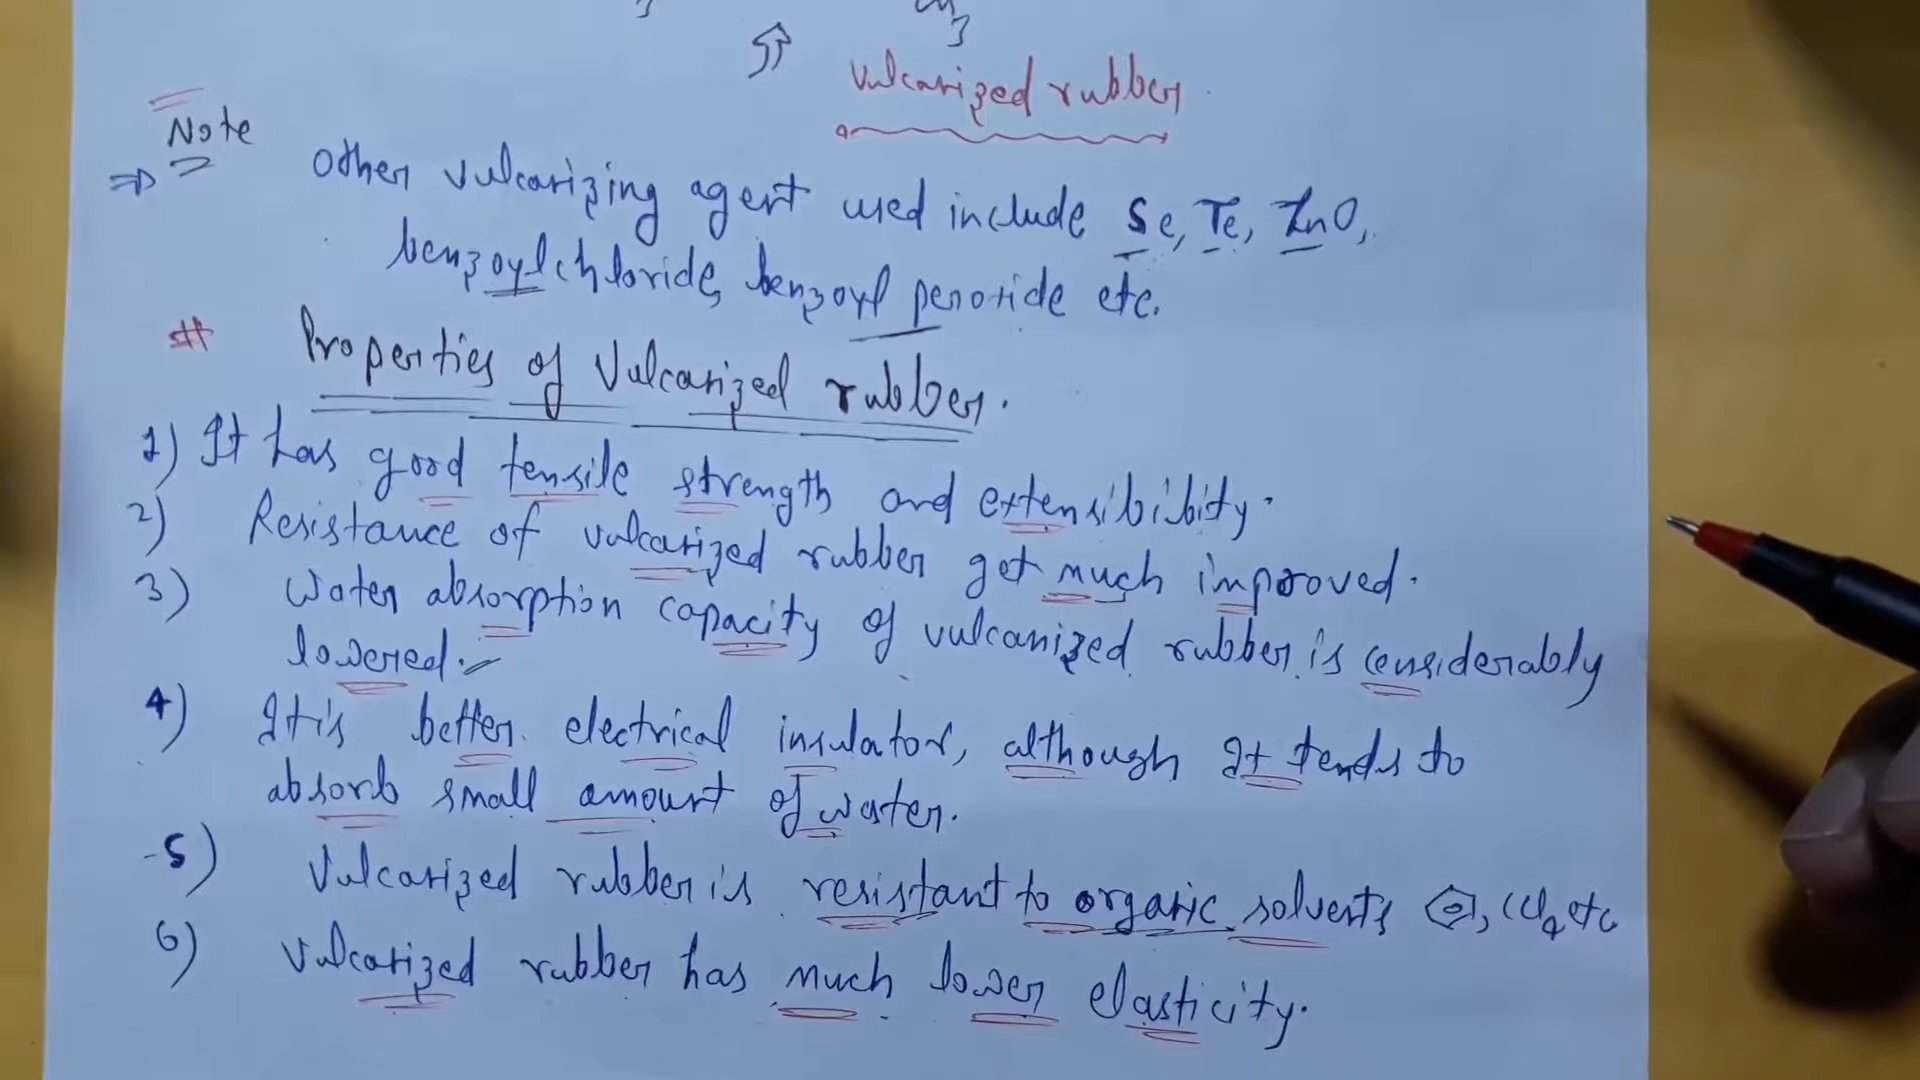 vulcanized rubber.
Note
Other vulcanizing agent used include Se, Te, ZnO,
benzoylchloride, benzoyl peroxide etc.
# Properties of Vulcanized rubber.
1) It has good tensile strength and extensibibity.
2) Resistance of vulcanized rubber get much improved.
3) Water absorption capacity of vulcanized rubber is considerably
lowered.
4) It is better electrical insulator, although It tends to
absorb small amount of water.
5) Vulcanized rubber is resistant to organic solvents, CCl4 etc
6) Vulcanized rubber has much lower elasticity.